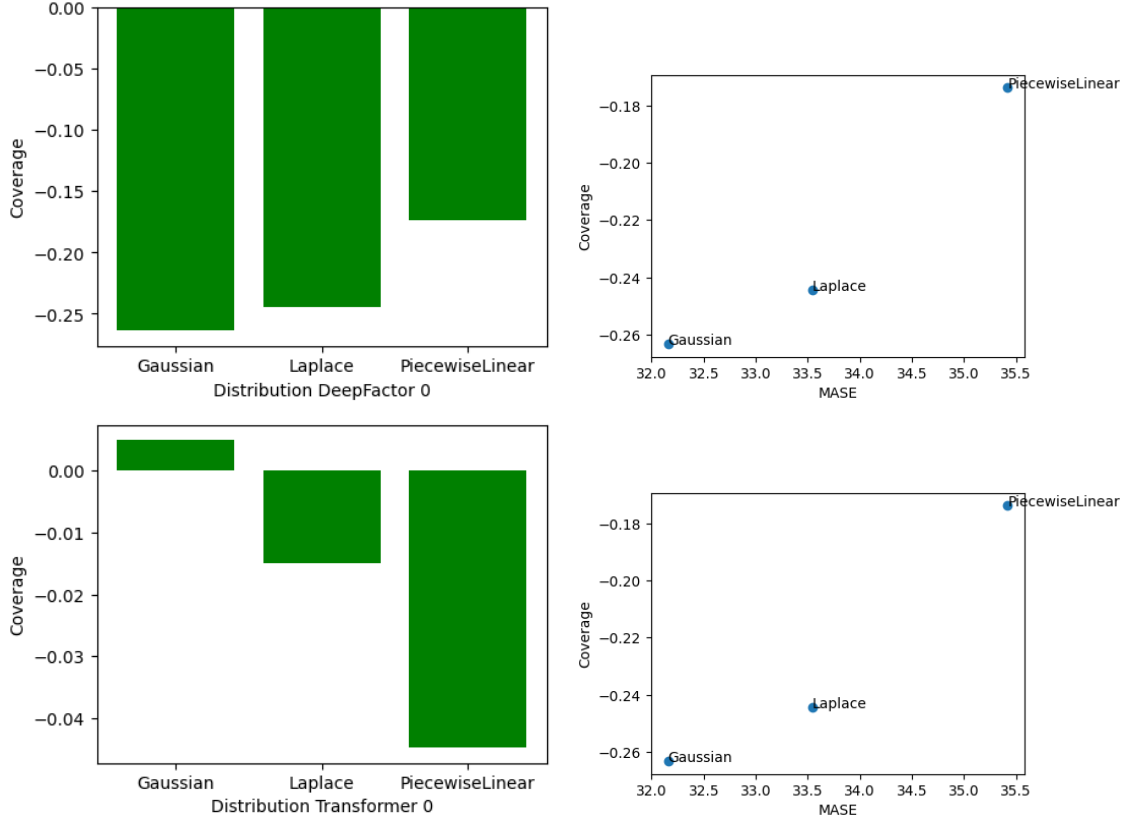 0.00
−0.05
−0.10
−0.15
−0.20
−0.25
Coverage
Gaussian Laplace PiecewiseLinear
Distribution DeepFactor 0
PiecewiseLinear
−0.18
−0.20
−0.22
−0.24
−0.26
Coverage
Laplace
Gaussian
32.0 32.5 33.0 33.5 34.0 34.5 35.0 35.5
MASE
0.00
−0.01
−0.02
−0.03
−0.04
Coverage
Gaussian Laplace PiecewiseLinear
Distribution Transformer 0
PiecewiseLinear
−0.18
−0.20
−0.22
−0.24
−0.26
Coverage
Laplace
Gaussian
32.0 32.5 33.0 33.5 34.0 34.5 35.0 35.5
MASE